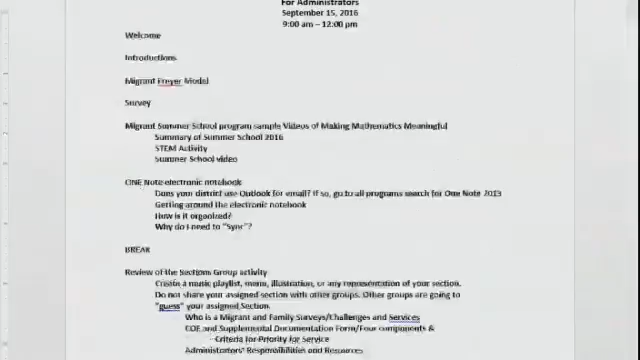 For Administrators
September 15, 2016
9:00 am – 12:00 pm
Welcome
Introductions
Migrant Freyer Model
Survey
Migrant Summer School program sample Videos of Making Mathematics Meaningful
Summary of Summer School 2016
STEM Activity
Summer School video
ONE Note electronic notebook
Does your district use Outlook for email? If so, go to all programs search for One Note 2013
Getting around the electronic notebook
How is it organized?
Why do I need to "Sync"?
BREAK
Review of the Sections Group activity
Create a music playlist, menu, illustration, or any representation of your section.
Do not share your assigned section with other groups. Other groups are going to
"guess" your assigned Section.
Who is a Migrant and Family Surveys/Challenges and Services
COE and Supplemental Documentation Form/Four components &
Criteria for Priority for Service
Administrators' Responsibilities and Resources